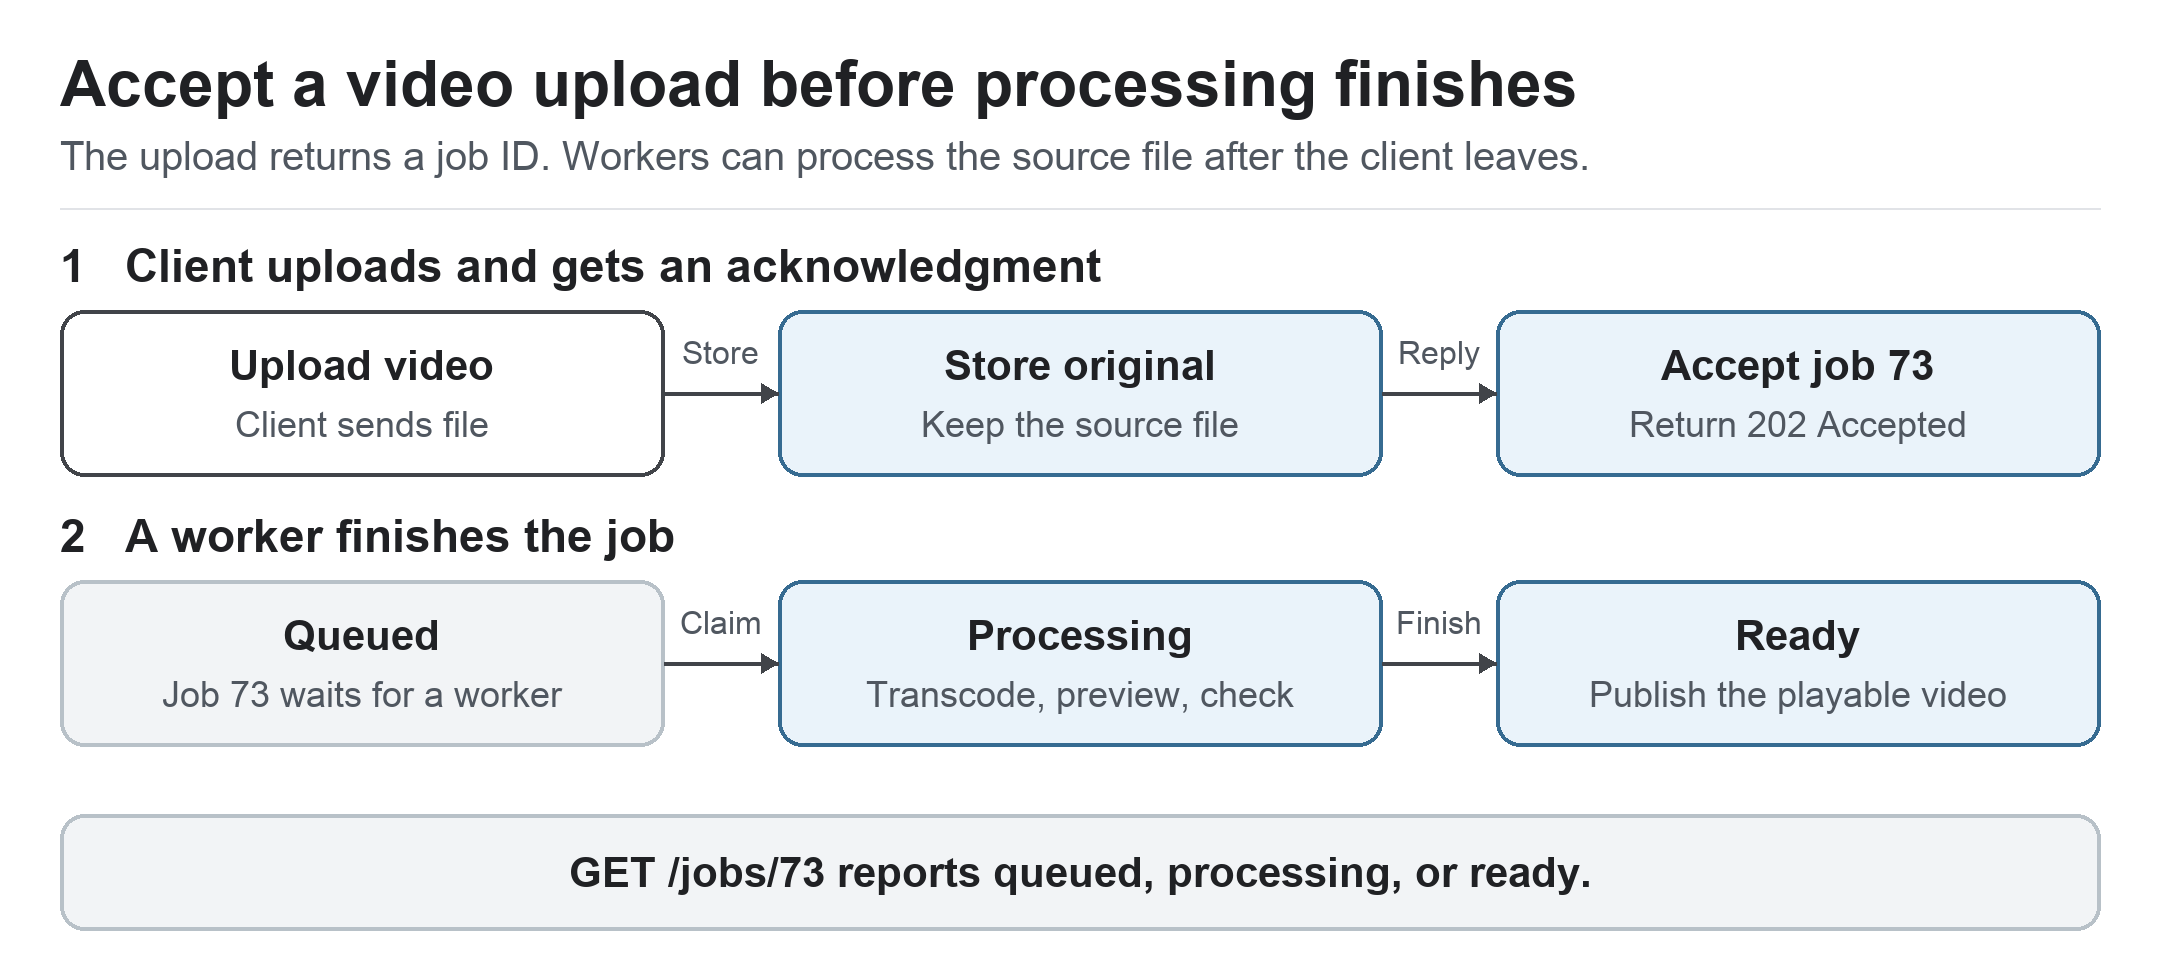 Accept a video upload before processing finishes
The upload returns a job ID. Workers can process the source file after the client leaves.
1 Client uploads and gets an acknowledgment
Upload video
Client sends file
Store
Store original
Keep the source file
Reply
Accept job 73
Return 202 Accepted
2 A worker finishes the job
Queued
Job 73 waits for a worker
Claim
Processing
Transcode, preview, check
Finish
Ready
Publish the playable video
GET /jobs/73 reports queued, processing, or ready.